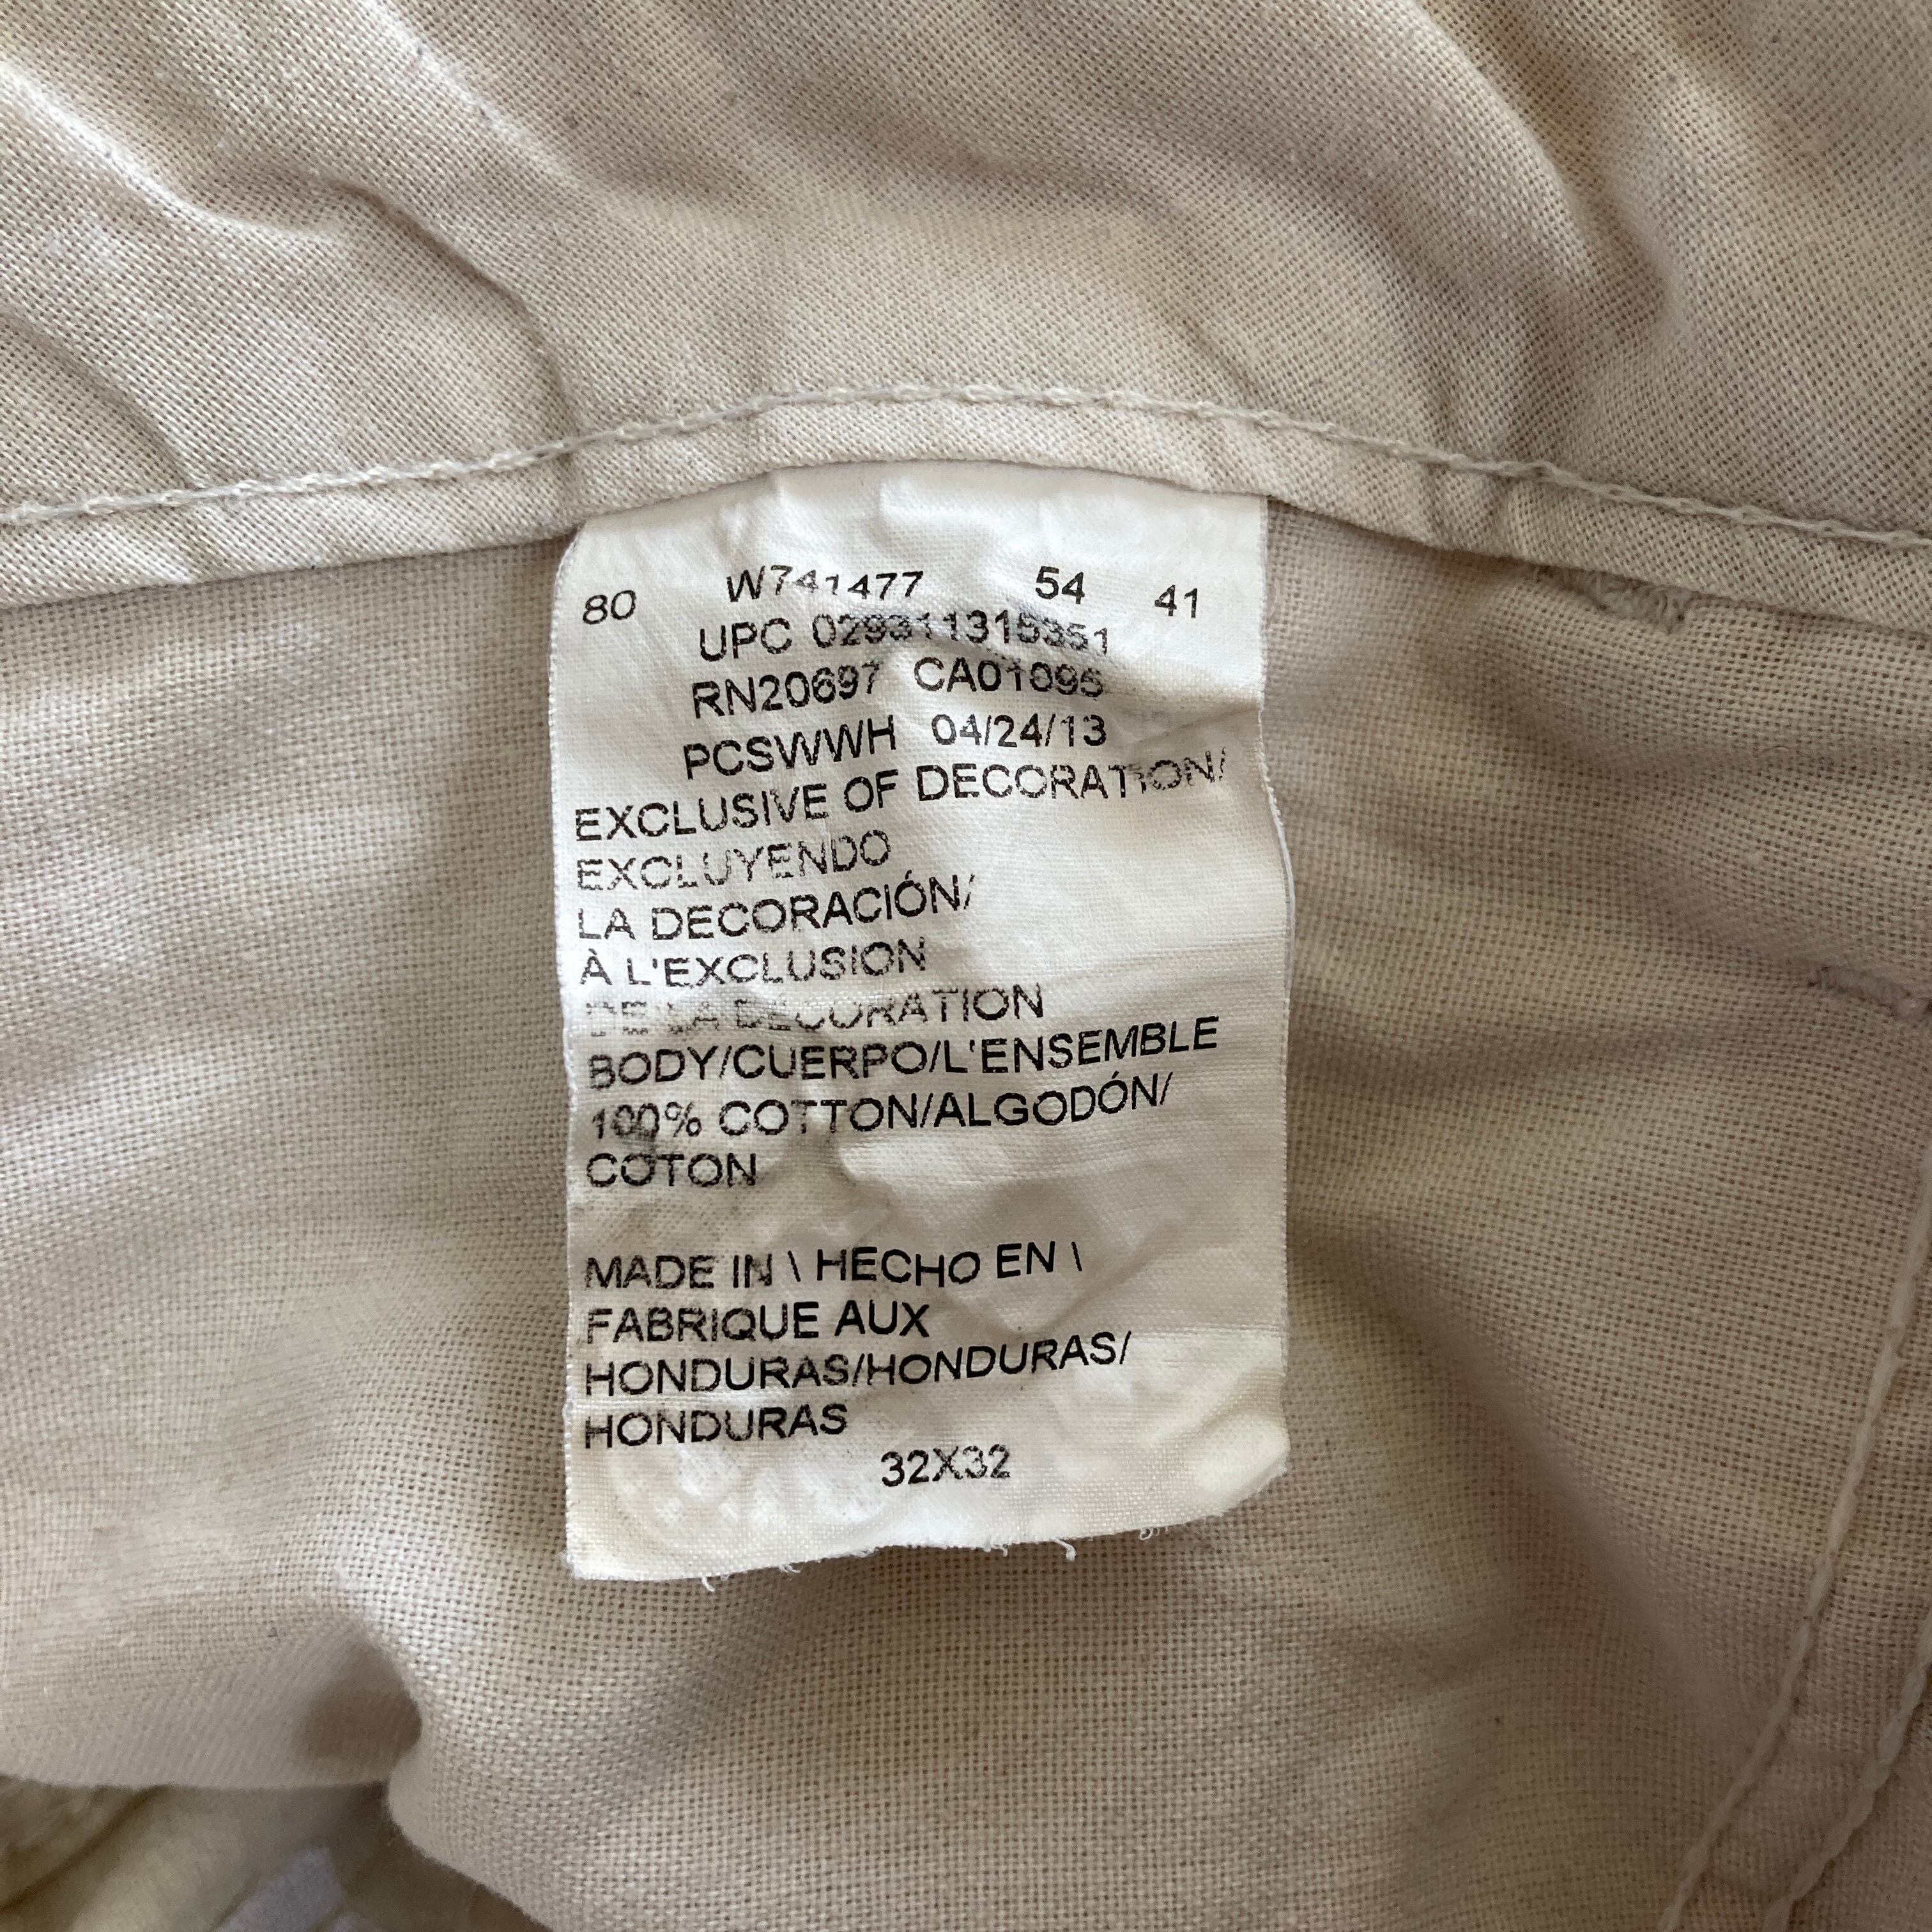 80 W741477 54 41
UPC 029311315351
RN20697 CA01096
PCSWWH 04/24/13
EXCLUSIVE OF DECORATION/
EXCLUYENDO
LA DECORACIÓN/
À L'EXCLUSION
DE LA DECORATION
BODY/CUERPO/L'ENSEMBLE
100% COTTON/ALGODÓN/
COTON
MADE IN \ HECHO EN \
FABRIQUE AUX
HONDURAS/HONDURAS/
HONDURAS
32X32